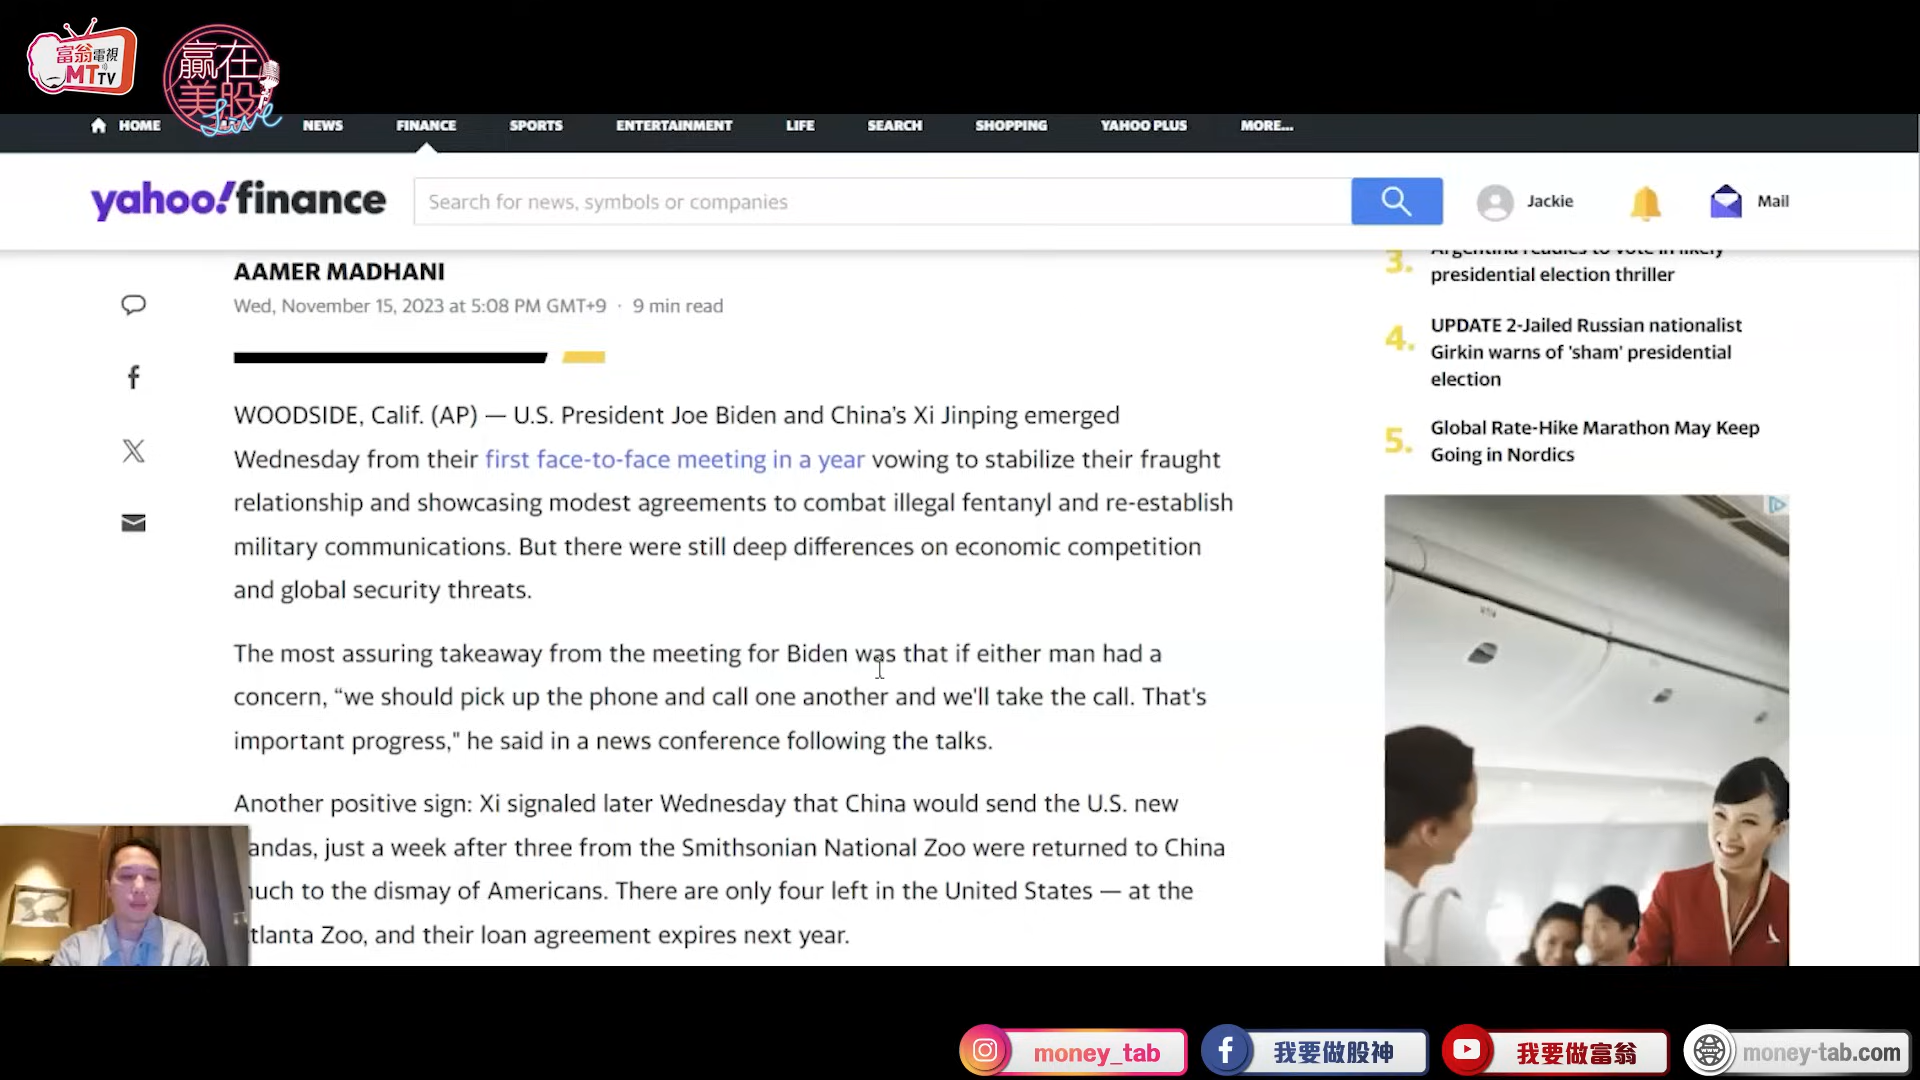 富翁電視
MTTV
贏在
美股
Live
HOME
NEWS
FINANCE
SPORTS
ENTERTAINMENT
LIFE
SEARCH
SHOPPING
YAHOO PLUS
MORE...
yahoo!finance
Search for news, symbols or companies
Jackie
Mail
AAMER MADHANI
Wed, November 15, 2023 at 5:08 PM GMT+9 · 9 min read
WOODSIDE, Calif. (AP) — U.S. President Joe Biden and China's Xi Jinping emerged
Wednesday from their first face-to-face meeting in a year vowing to stabilize their fraught
relationship and showcasing modest agreements to combat illegal fentanyl and re-establish
military communications. But there were still deep differences on economic competition
and global security threats.
The most assuring takeaway from the meeting for Biden was that if either man had a
concern, “we should pick up the phone and call one another and we'll take the call. That's
important progress," he said in a news conference following the talks.
Another positive sign: Xi signaled later Wednesday that China would send the U.S. new
andas, just a week after three from the Smithsonian National Zoo were returned to China
uch to the dismay of Americans. There are only four left in the United States — at the
tlanta Zoo, and their loan agreement expires next year.
3. Argentina readies to vote in likely
presidential election thriller
4. UPDATE 2-Jailed Russian nationalist
Girkin warns of 'sham' presidential
election
5. Global Rate-Hike Marathon May Keep
Going in Nordics
money_tab
我要做股神
我要做富翁
money-tab.com